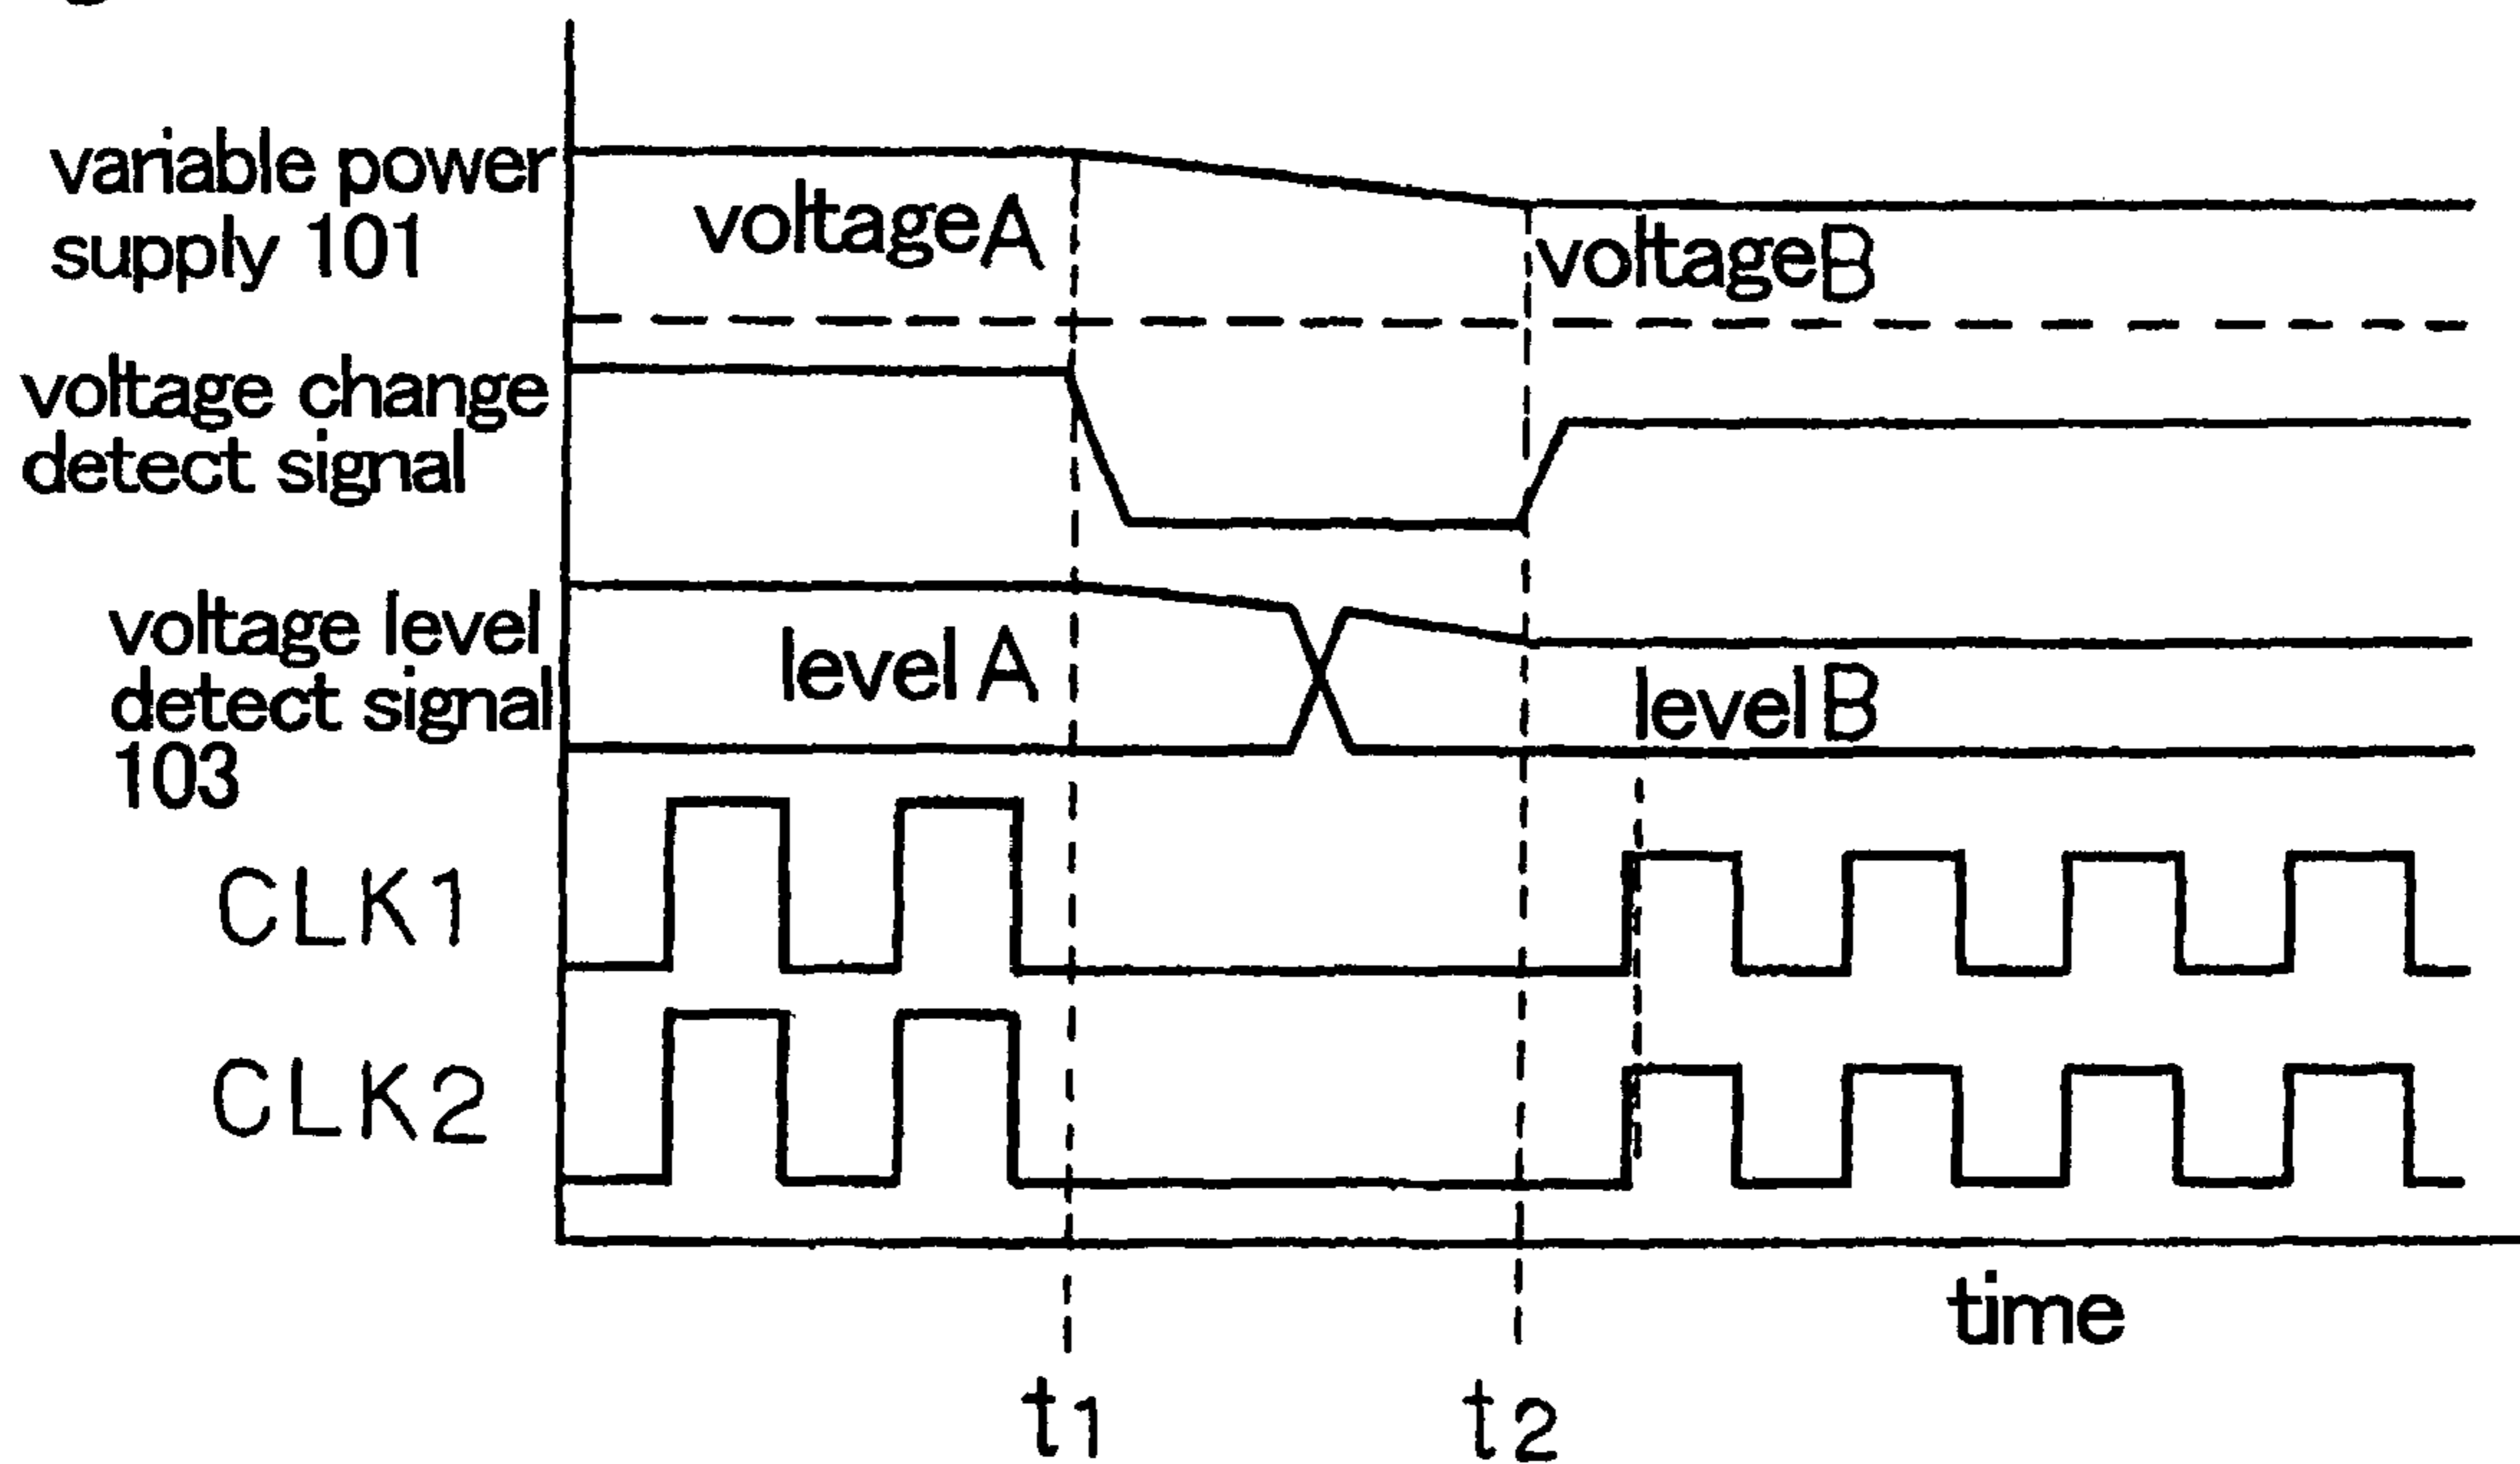 variable power
supply 101
voltageA
voltageB
voltage change
detect signal
voltage level
detect signal
103
level A
level B
CLK1
CLK2
time
t1
t2